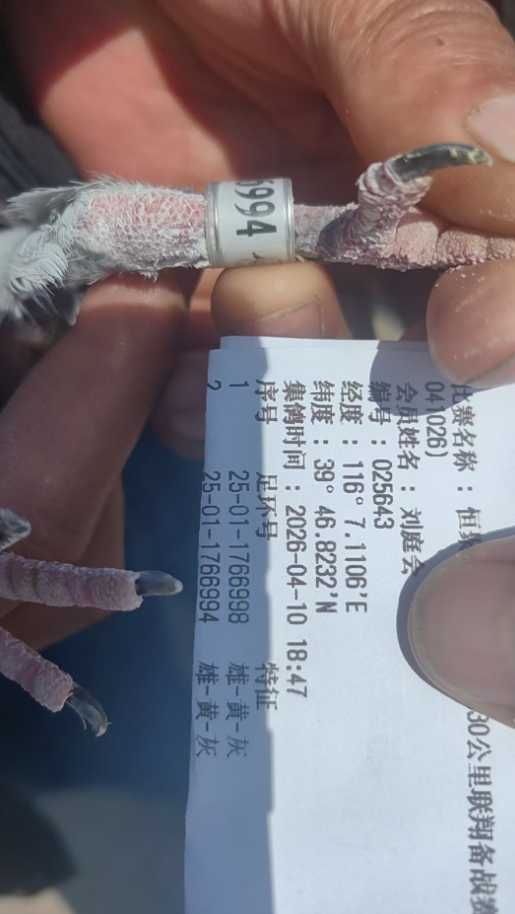 6994
比赛名称 : 恒 30公里联翔备战赛
041026)
会员姓名 : 刘庭会
编号 : 025643
经度 : 116° 7.1106'E
纬度 : 39° 46.8232'N
集鸽时间 : 2026-04-10 18:47
序号 足环号 特征
1 25-01-1766998 雄-黄-灰
2 25-01-1766994 雄-黄-灰